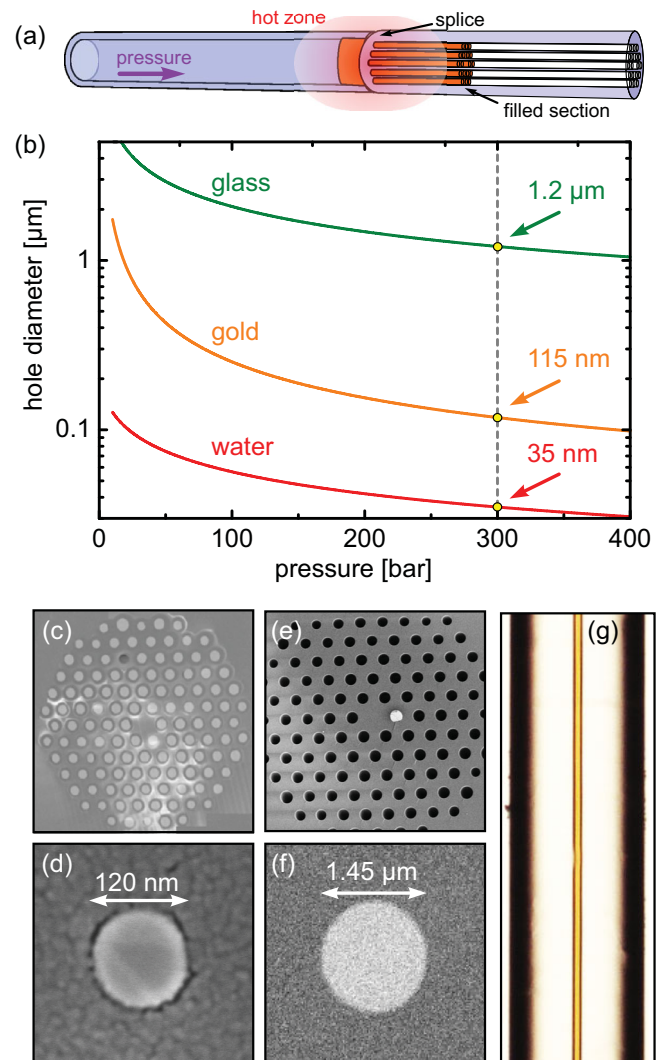 (a)
hot zone
splice
pressure
filled section
(b)
hole diameter [µm]
1
0.1
glass
gold
water
1.2 µm
115 nm
35 nm
0 100 200 300 400
pressure [bar]
(c)
(e)
(g)
(d)
120 nm
(f)
1.45 µm